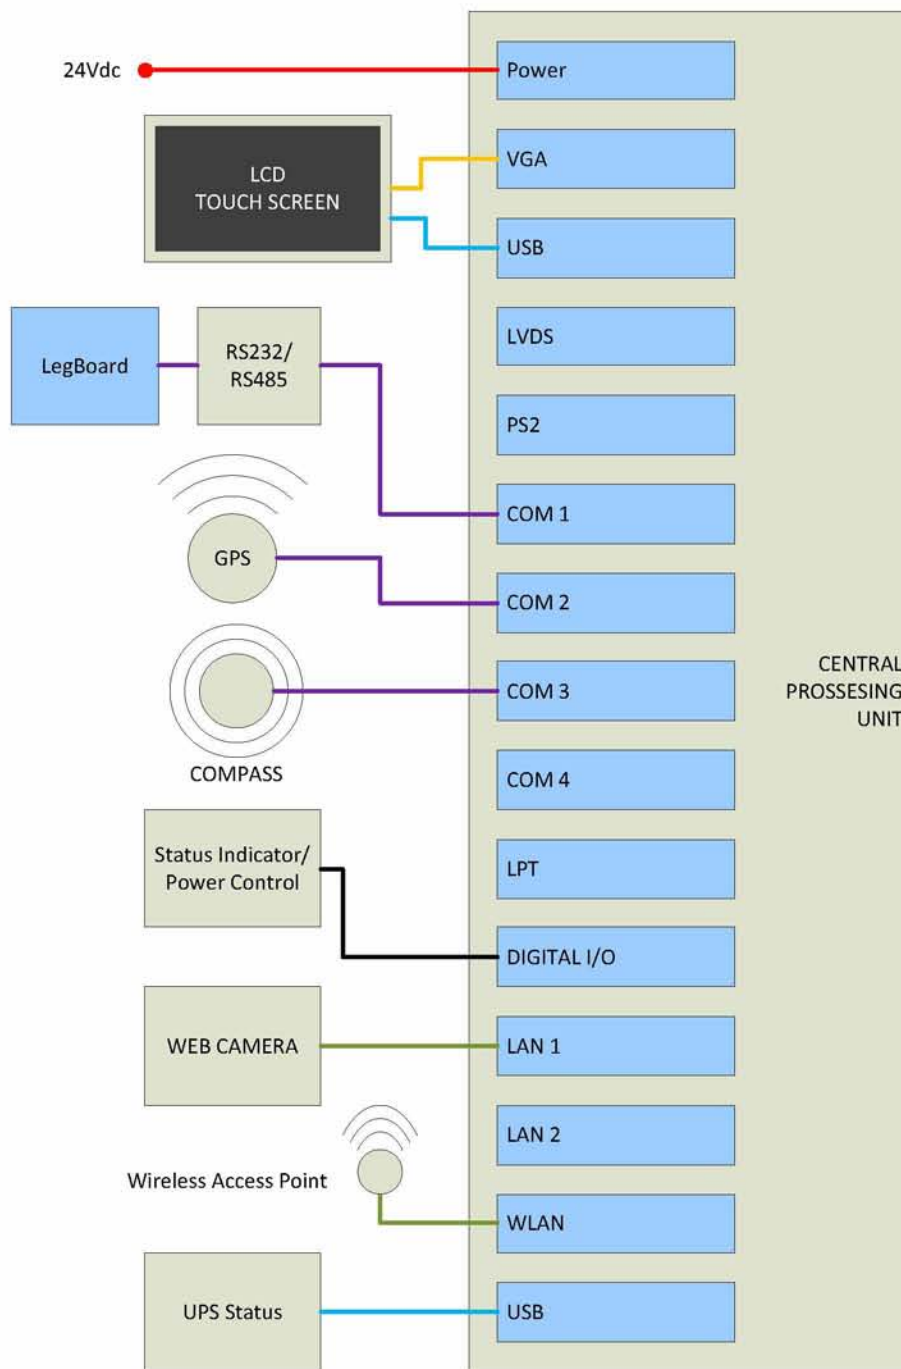 24Vdc
Power
LCD
TOUCH SCREEN
VGA
USB
LegBoard
RS232/
RS485
LVDS
PS2
COM 1
GPS
COM 2
COMPASS
COM 3
CENTRAL
PROSSESING
UNIT
COM 4
Status Indicator/
Power Control
LPT
DIGITAL I/O
WEB CAMERA
LAN 1
LAN 2
Wireless Access Point
WLAN
UPS Status
USB